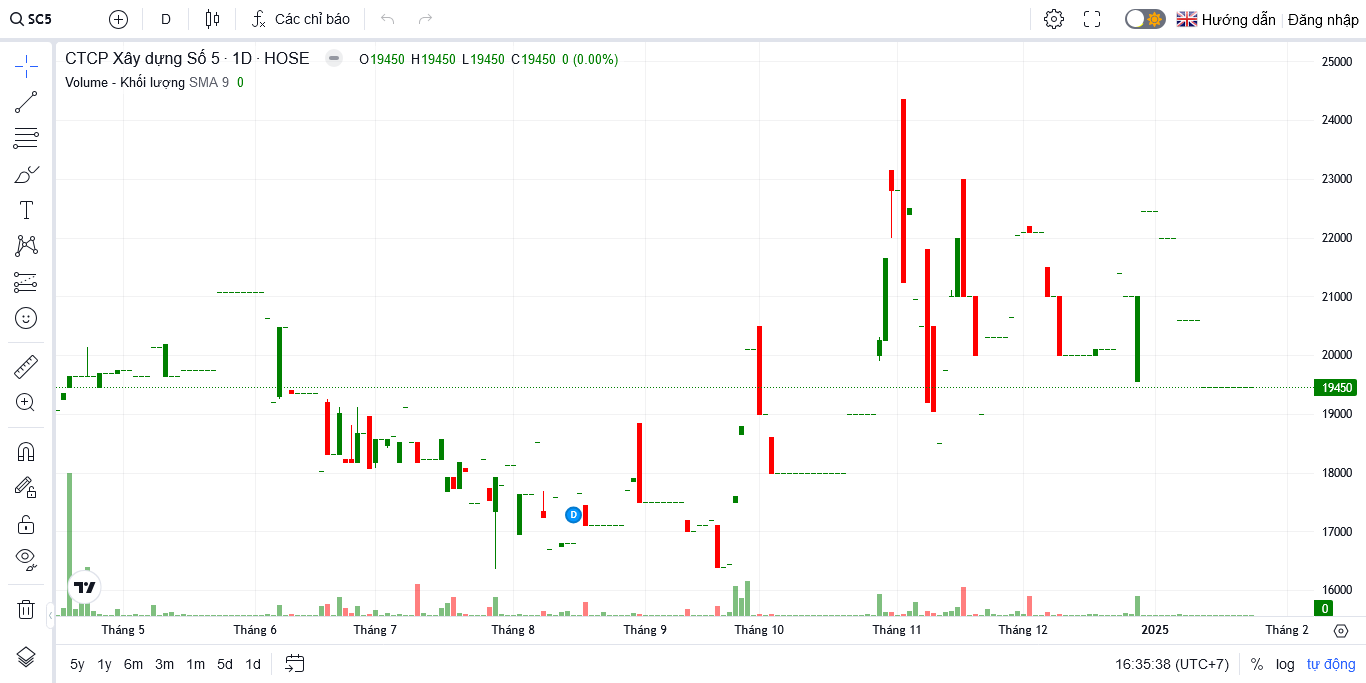 SC5 D Các chỉ báo Hướng dẫn Đăng nhập
CTCP Xây dựng Số 5 · 1D · HOSE O19450 H19450 L19450 C19450 0 (0.00%)
Volume - Khối lượng SMA 9 0
25000
24000
23000
22000
21000
20000
19450
19000
18000
17000
16000
0
D
Tháng 5 Tháng 6 Tháng 7 Tháng 8 Tháng 9 Tháng 10 Tháng 11 Tháng 12 2025 Tháng 2
5y 1y 6m 3m 1m 5d 1d 16:35:38 (UTC+7) % log tự động